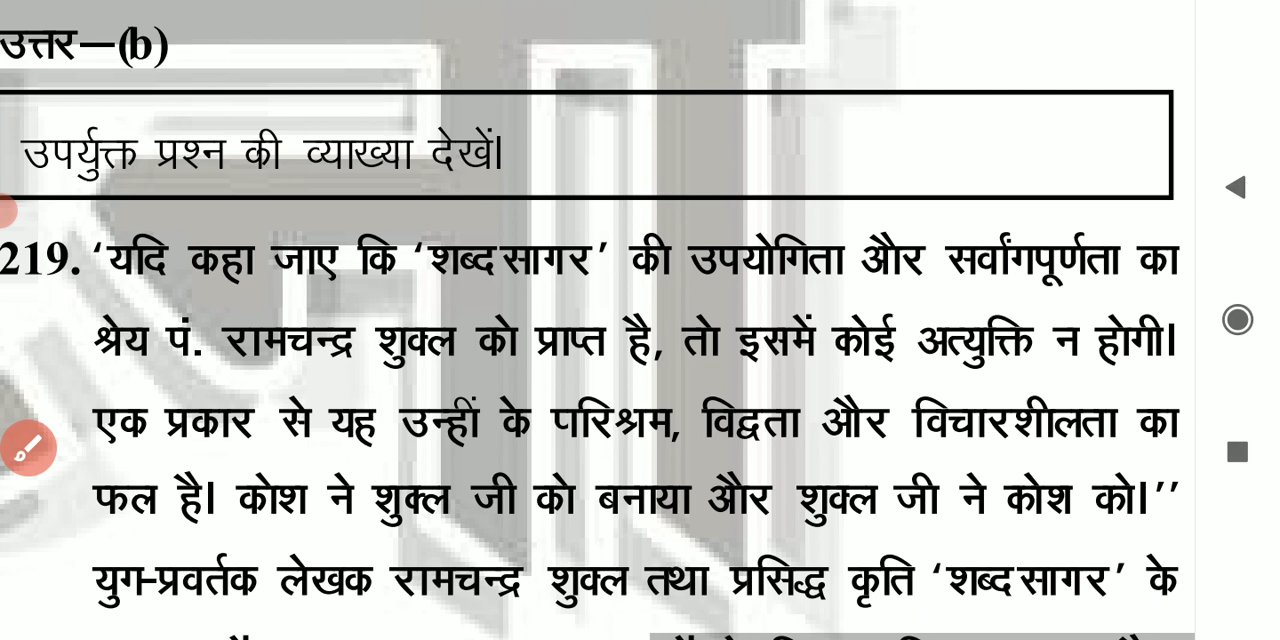 उत्तर—(b)
उपर्युक्त प्रश्न की व्याख्या देखें।
219. ‘यदि कहा जाए कि ‘शब्दसागर’ की उपयोगिता और सर्वांगपूर्णता का
श्रेय पं. रामचन्द्र शुक्ल को प्राप्त है, तो इसमें कोई अत्युक्ति न होगी।
एक प्रकार से यह उन्हीं के परिश्रम, विद्वता और विचारशीलता का
फल है। कोश ने शुक्ल जी को बनाया और शुक्ल जी ने कोश को।’’
युग-प्रवर्तक लेखक रामचन्द्र शुक्ल तथा प्रसिद्ध कृति ‘शब्दसागर’ के